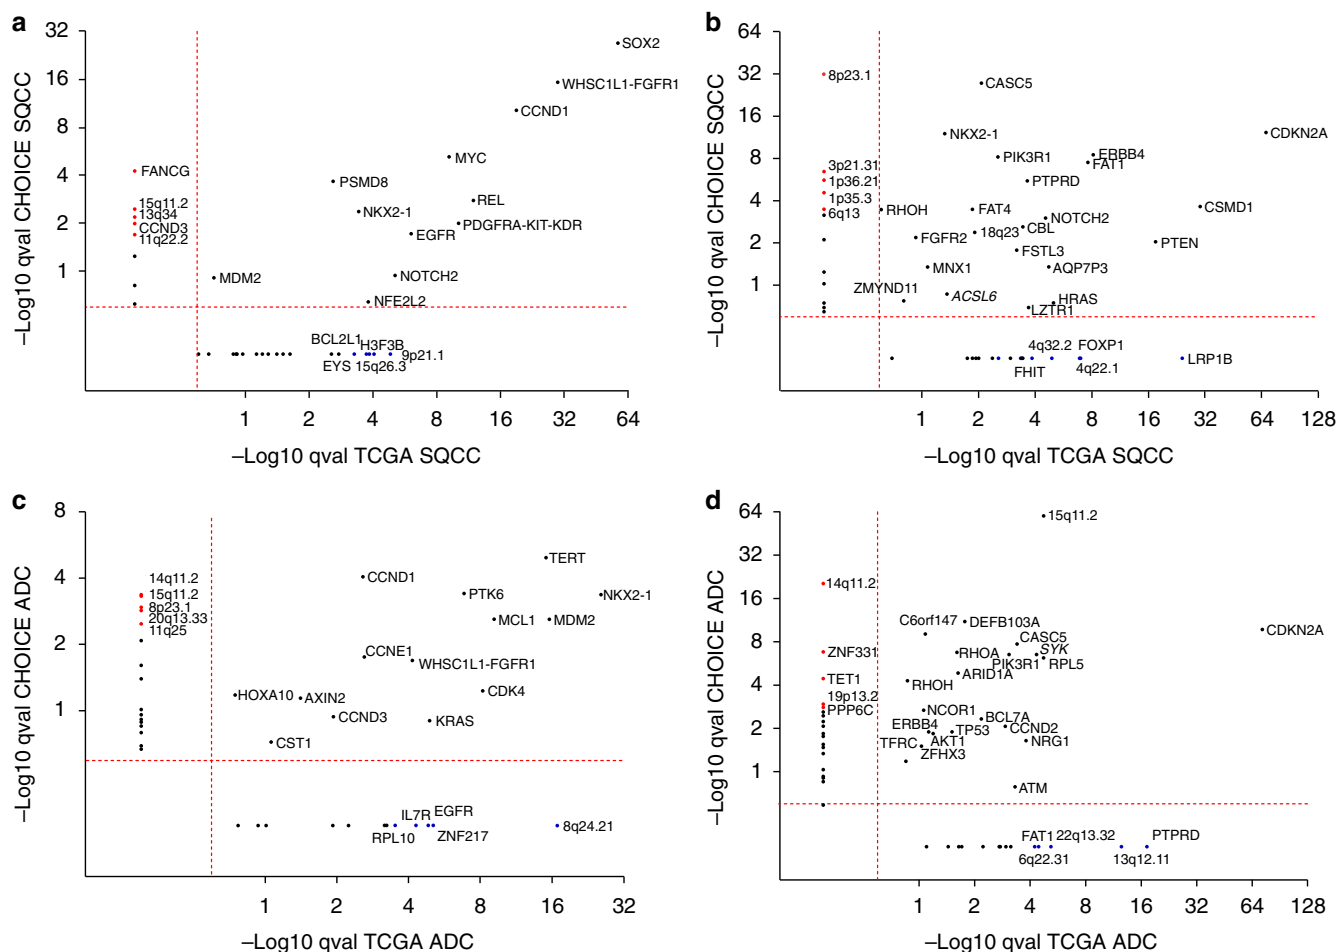 a
–Log10 qval CHOICE SQCC
32
16
8
4
2
1
SOX2
WHSC1L1-FGFR1
CCND1
MYC
FANCG
PSMD8
REL
15q11.2
NKX2-1
13q34
PDGFRA-KIT-KDR
CCND3
EGFR
11q22.2
MDM2
NOTCH2
NFE2L2
BCL2L1
H3F3B
9p21.1
EYS
15q26.3
1
2
4
8
16
32
64
–Log10 qval TCGA SQCC
b
–Log10 qval CHOICE SQCC
64
32
16
8
4
2
1
8p23.1
CASC5
NKX2-1
CDKN2A
PIK3R1
ERBB4
FAT1
3p21.31
1p36.21
PTPRD
1p35.3
6q13
RHOH
FAT4
NOTCH2
CSMD1
FGFR2
18q23
CBL
PTEN
FSTL3
MNX1
AQP7P3
ZMYND11
ACSL6
HRAS
LZTR1
4q32.2
FOXP1
LRP1B
FHIT
4q22.1
1
2
4
8
16
32
64
128
–Log10 qval TCGA SQCC
c
–Log10 qval CHOICE ADC
8
4
2
1
TERT
14q11.2
CCND1
15q11.2
PTK6
NKX2-1
8p23.1
20q13.33
MCL1
MDM2
11q25
CCNE1
WHSC1L1-FGFR1
HOXA10
AXIN2
CDK4
CCND3
KRAS
CST1
IL7R
EGFR
8q24.21
RPL10
ZNF217
1
2
4
8
16
32
–Log10 qval TCGA ADC
d
–Log10 qval CHOICE ADC
64
32
16
8
4
2
1
15q11.2
14q11.2
C6orf147
DEFB103A
CDKN2A
CASC5
ZNF331
RHOA
SYK
PIK3R1
RPL5
TET1
RHOH
ARID1A
19p13.2
PPP6C
NCOR1
BCL7A
ERBB4
TP53
CCND2
TFRC
AKT1
NRG1
ZFHX3
ATM
FAT1
22q13.32
PTPRD
6q22.31
13q12.11
1
2
4
8
16
32
64
128
–Log10 qval TCGA ADC